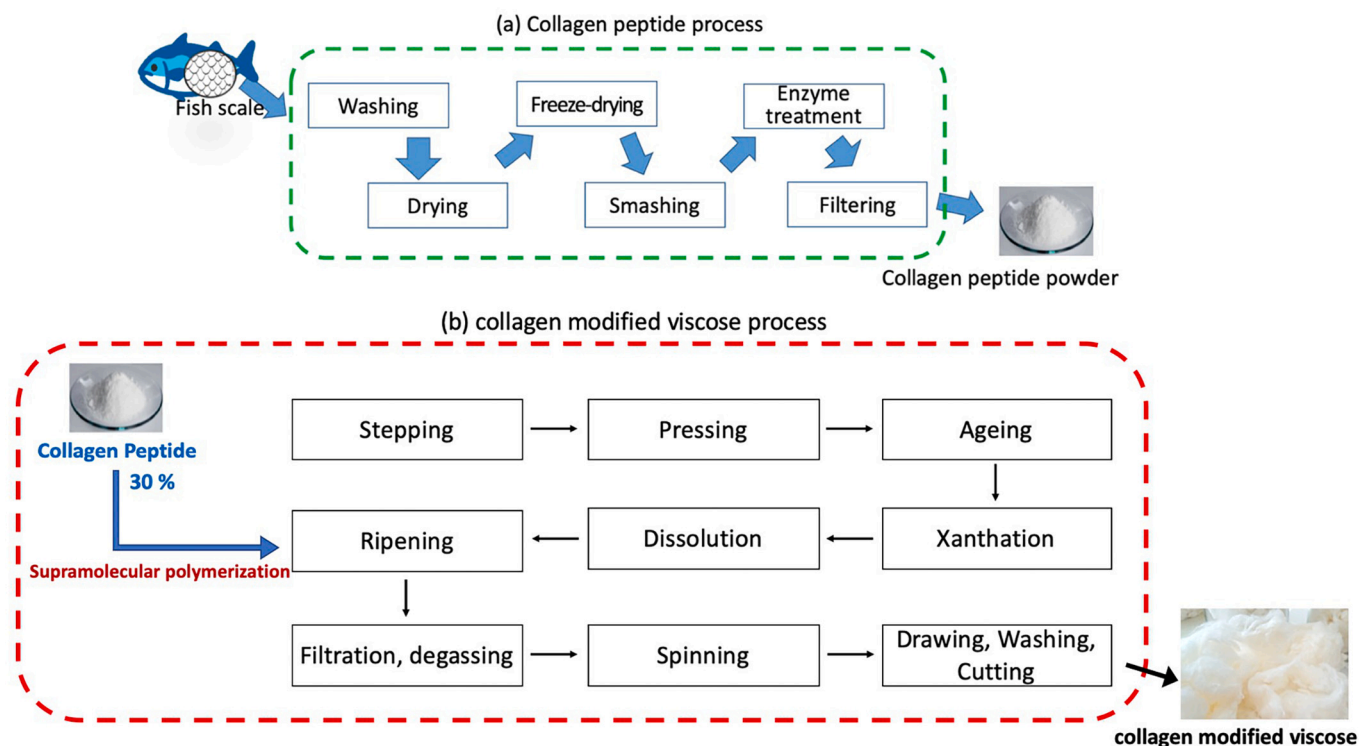 (a) Collagen peptide process
Fish scale
Washing
Freeze-drying
Enzyme
treatment
Drying
Smashing
Filtering
Collagen peptide powder
(b) collagen modified viscose process
Collagen Peptide
30 %
Supramolecular polymerization
Stepping
Pressing
Ageing
Ripening
Dissolution
Xanthation
Filtration, degassing
Spinning
Drawing, Washing,
Cutting
collagen modified viscose